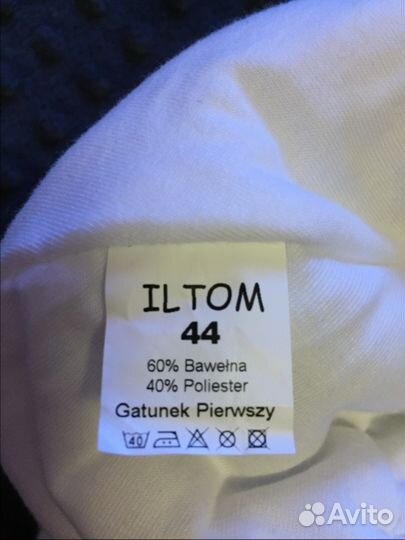 ILTOM
44
60% Bawełna
40% Poliester
Gatunek Pierwszy
40
Avito